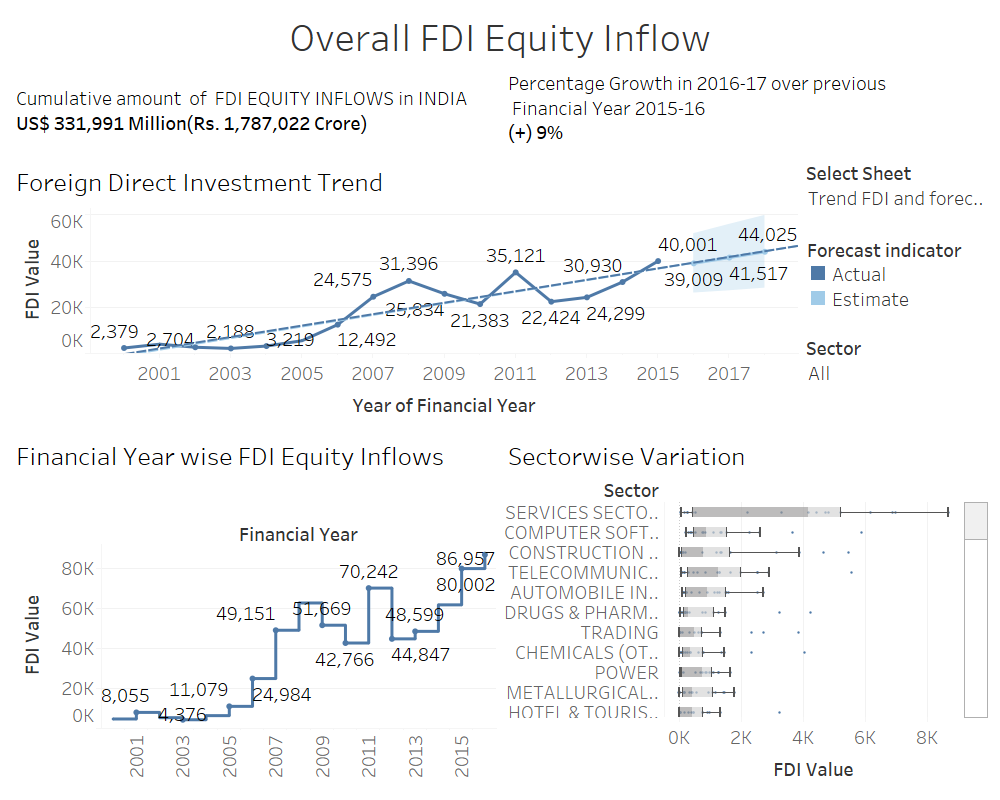 Overall FDI Equity Inflow
Cumulative amount of FDI EQUITY INFLOWS in INDIA
US$ 331,991 Million(Rs. 1,787,022 Crore)
Percentage Growth in 2016-17 over previous
Financial Year 2015-16
(+) 9%
Foreign Direct Investment Trend
FDI Value
60K
40K
20K
0K
2,379
2,704
2,188
3,219
12,492
24,575
31,396
25,834
21,383
35,121
22,424
24,299
30,930
40,001
39,009
41,517
44,025
2001 2003 2005 2007 2009 2011 2013 2015 2017
Year of Financial Year
Select Sheet
Trend FDI and forec..
Forecast indicator
Actual
Estimate
Sector
All
Financial Year wise FDI Equity Inflows
Financial Year
FDI Value
80K
60K
40K
20K
0K
8,055
4,376
11,079
24,984
49,151
51,669
42,766
70,242
44,847
48,599
80,002
86,957
2001 2003 2005 2007 2009 2011 2013 2015
Sectorwise Variation
Sector
SERVICES SECTO..
COMPUTER SOFT..
CONSTRUCTION ..
TELECOMMUNIC..
AUTOMOBILE IN..
DRUGS & PHARM..
TRADING
CHEMICALS (OT..
POWER
METALLURGICAL..
HOTEL & TOURIS..
0K 2K 4K 6K 8K
FDI Value